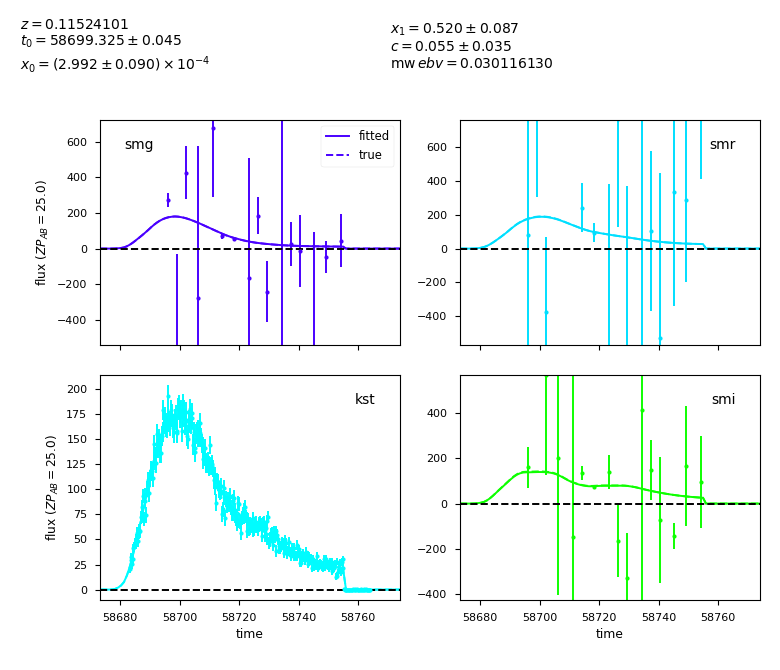 z = 0.11524101
t₀ = 58699.325 ± 0.045
x₀ = (2.992 ± 0.090) × 10⁻⁴
x₁ = 0.520 ± 0.087
c = 0.055 ± 0.035
mw ebv = 0.030116130
smg
fitted
true
600
400
200
0
−200
−400
flux (ZP_AB = 25.0)
smr
600
400
200
0
−200
−400
kst
200
175
150
125
100
75
50
25
0
flux (ZP_AB = 25.0)
58680 58700 58720 58740 58760
time
smi
400
200
0
−200
−400
58680 58700 58720 58740 58760
time